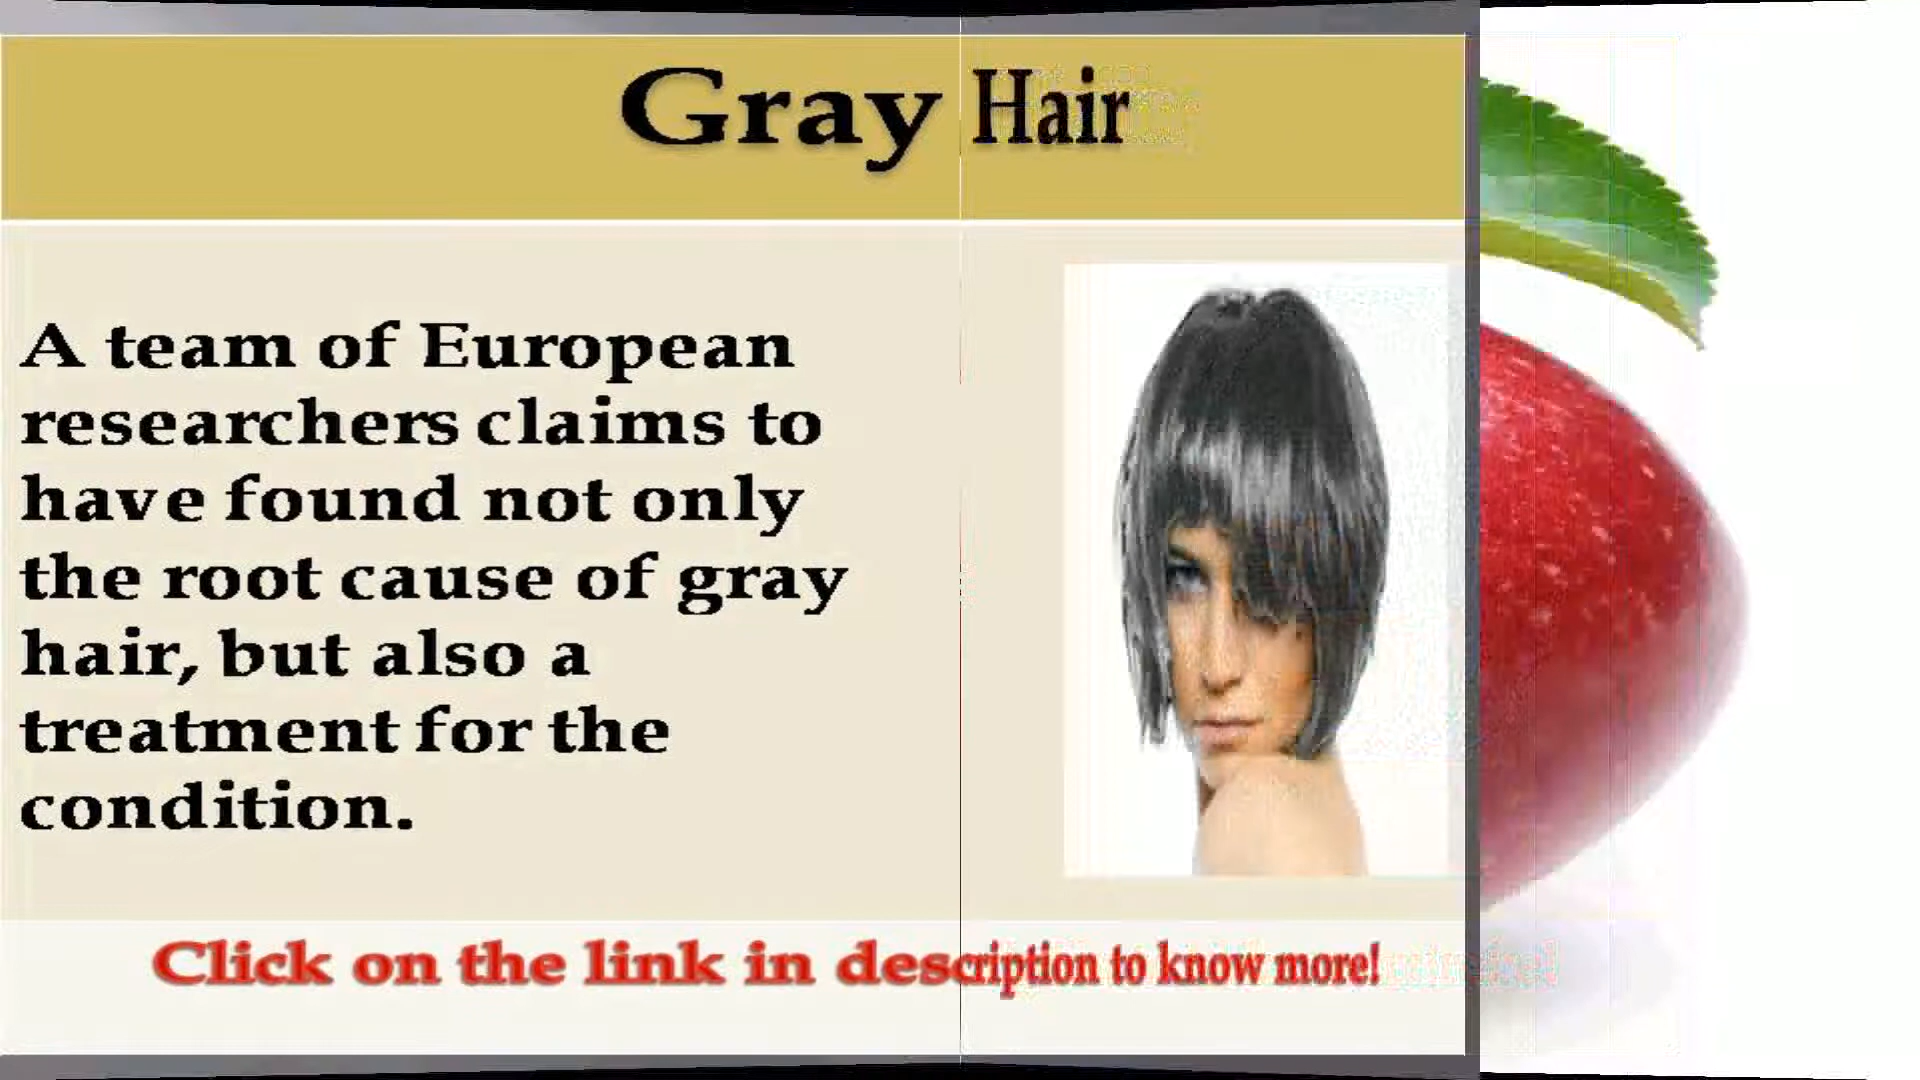 Gray Hair
A team of European
researchers claims to
have found not only
the root cause of gray
hair, but also a
treatment for the
condition.
Click on the link in description to know more!